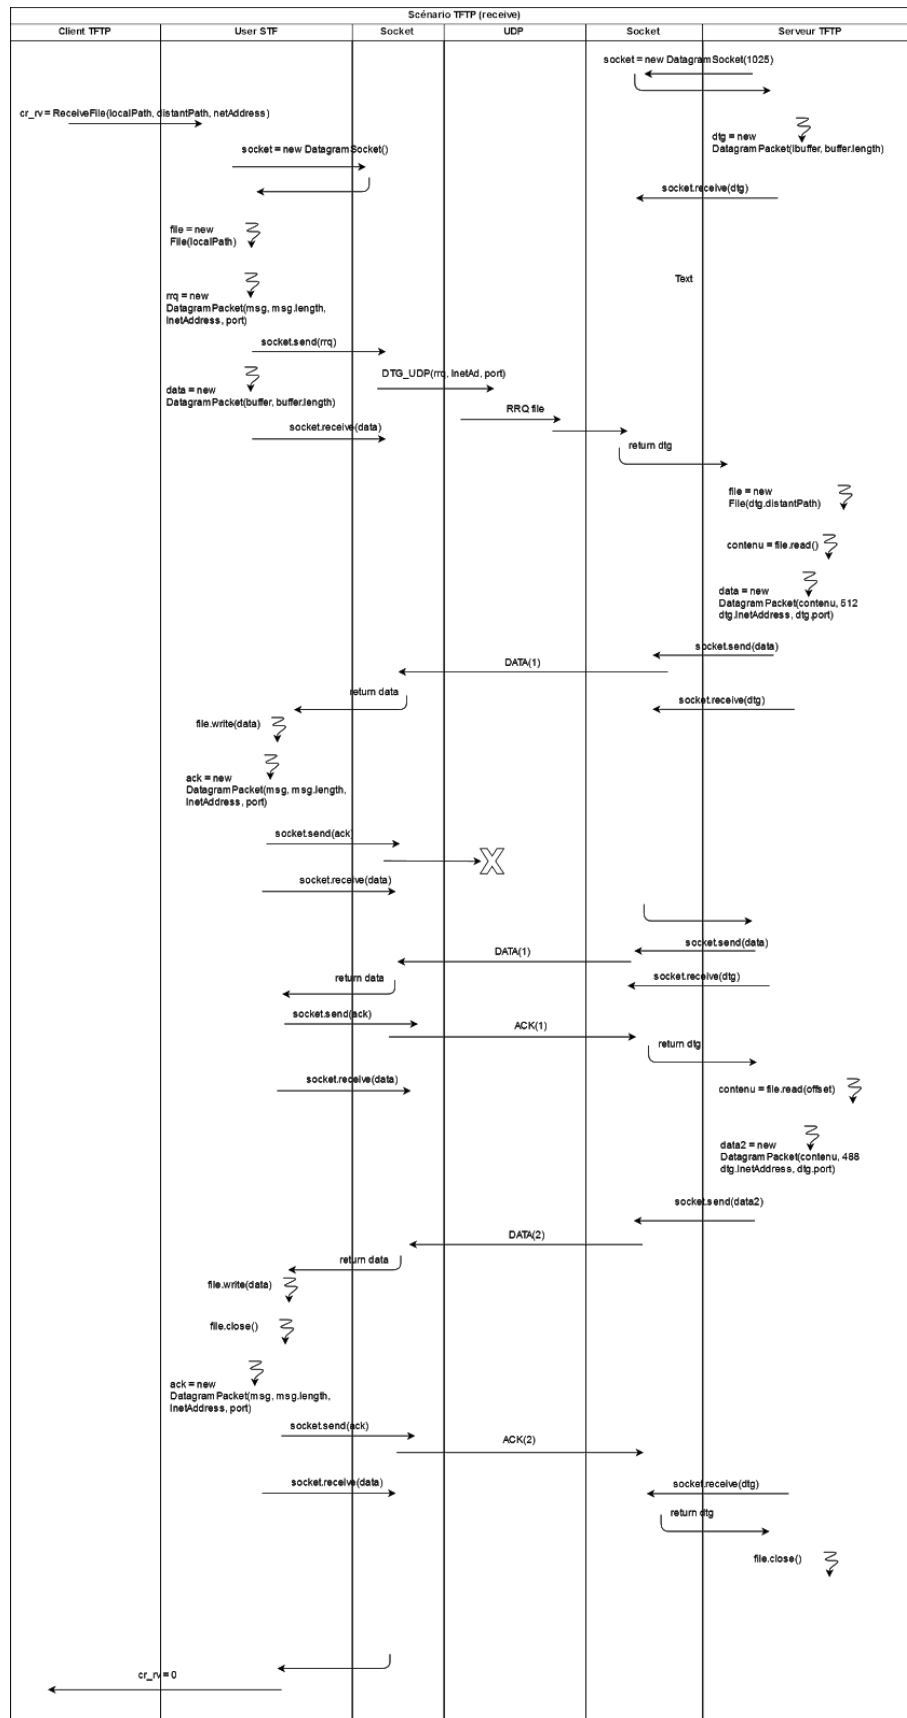 Scénario TFTP (receive)
Client TFTP
User STF
Socket
UDP
Socket
Serveur TFTP
socket = new DatagramSocket(1025)
cr_rv = ReceiveFile(localPath, distantPath, netAddress)
dtg = new
DatagramPacket(lbuffer, buffer.length)
socket = new DatagramSocket()
socket.receive(dtg)
file = new
File(localPath)
Text
rrq = new
DatagramPacket(msg, msg.length,
InetAddress, port)
socket.send(rrq)
DTG_UDP(rrq, InetAd, port)
data = new
DatagramPacket(buffer, buffer.length)
RRQ file
socket.receive(data)
return dtg
file = new
File(dtg.distantPath)
contenu = file.read()
data = new
DatagramPacket(contenu, 512
dtg.InetAddress, dtg.port)
socket.send(data)
DATA(1)
return data
socket.receive(dtg)
file.write(data)
ack = new
DatagramPacket(msg, msg.length,
InetAddress, port)
socket.send(ack)
X
socket.receive(data)
socket.send(data)
DATA(1)
return data
socket.receive(dtg)
socket.send(ack)
ACK(1)
return dtg
socket.receive(data)
contenu = file.read(offset)
data2 = new
DatagramPacket(contenu, 488
dtg.InetAddress, dtg.port)
socket.send(data2)
DATA(2)
return data
file.write(data)
file.close()
ack = new
DatagramPacket(msg, msg.length,
InetAddress, port)
socket.send(ack)
ACK(2)
socket.receive(data)
socket.receive(dtg)
return dtg
file.close()
cr_rv = 0